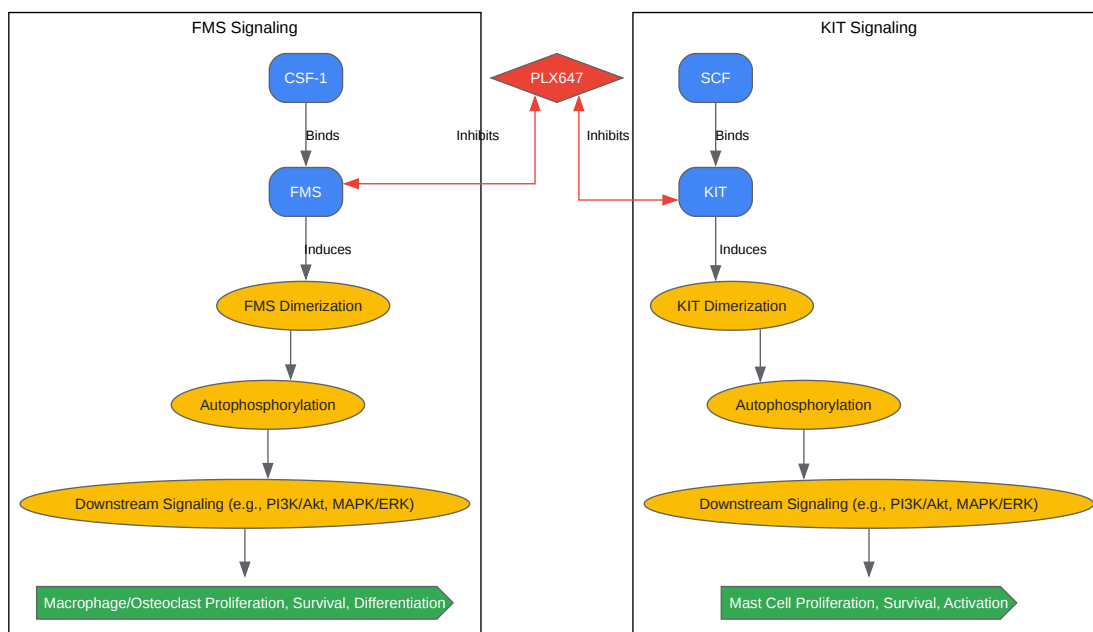 FMS Signaling
CSF-1
Binds
FMS
Induces
FMS Dimerization
Autophosphorylation
Downstream Signaling (e.g., PI3K/Akt, MAPK/ERK)
Macrophage/Osteoclast Proliferation, Survival, Differentiation
PLX647
Inhibits
Inhibits
KIT Signaling
SCF
Binds
KIT
Induces
KIT Dimerization
Autophosphorylation
Downstream Signaling (e.g., PI3K/Akt, MAPK/ERK)
Mast Cell Proliferation, Survival, Activation